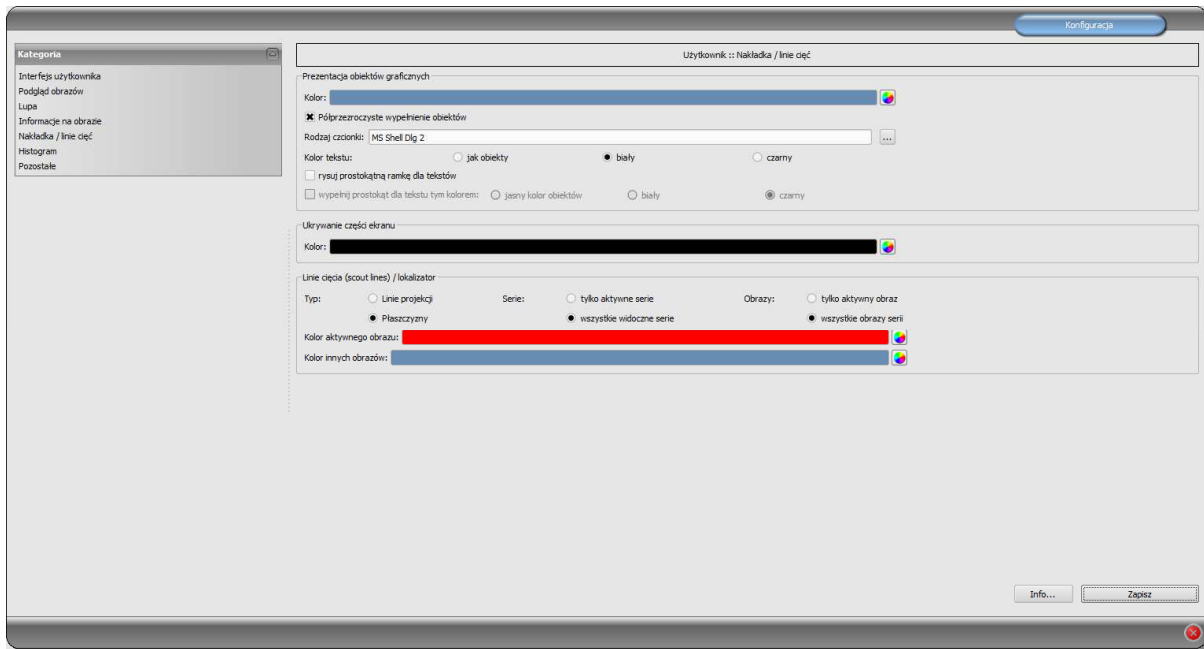 Konfiguracja
Kategoria
Interfejs użytkownika
Podgląd obrazów
Lupa
Informacje na obrazie
Nakładka / linie cięć
Histogram
Pozostałe
Użytkownik :: Nakładka / linie cięć
Prezentacja obiektów graficznych
Kolor:
Półprzezroczyste wypełnienie obiektów
Rodzaj czcionki: MS Shell Dlg 2 ...
Kolor tekstu: jak obiekty biały czarny
rysuj prostokątną ramkę dla tekstów
wypełnij prostokąt dla tekstu tym kolorem: jasny kolor obiektów biały czarny
Ukrywanie części ekranu
Kolor:
Linie cięcia (scout lines) / lokalizator
Typ: Linie projekcji Serie: tylko aktywne serie Obrazy: tylko aktywny obraz
Płaszczyzny wszystkie widoczne serie wszystkie obrazy serii
Kolor aktywnego obrazu:
Kolor innych obrazów:
Info... Zapisz